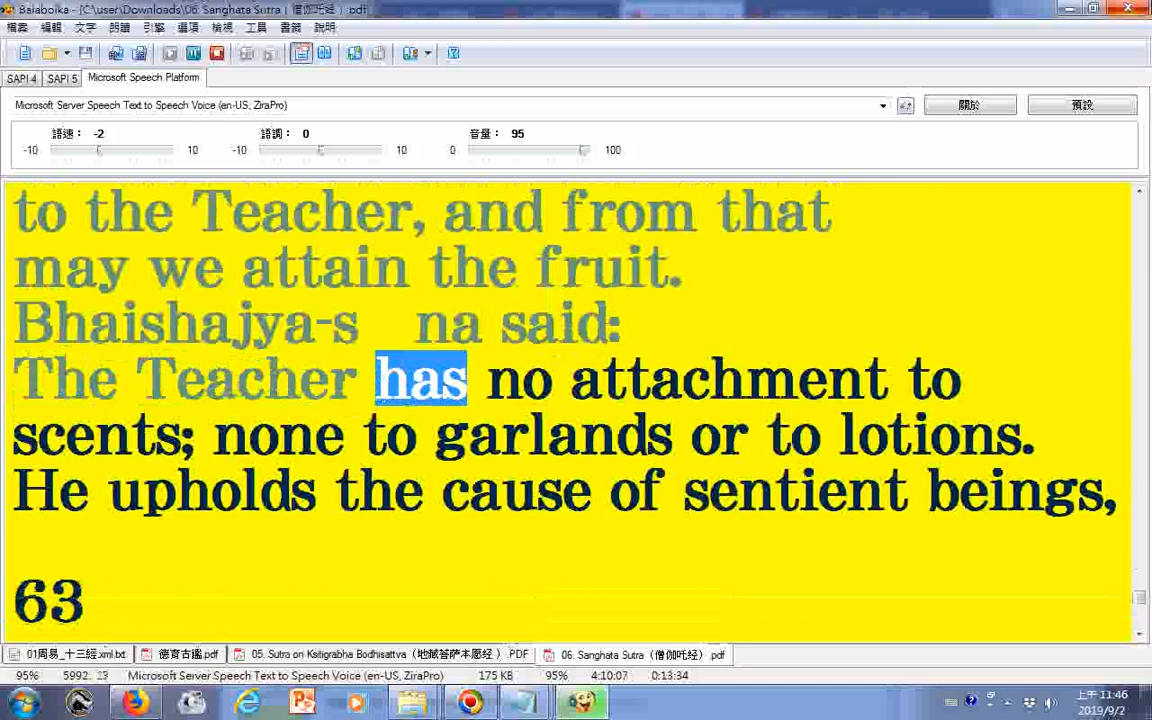 Balabolka - [C:\user\Downloads\06. Sanghata Sutra (僧伽吒经) .pdf]
檔案 編輯 文字 朗讀 引擎 選項 檢視 工具 書籤 說明
SAPI 4 SAPI 5 Microsoft Speech Platform
Microsoft Server Speech Text to Speech Voice (en-US, ZiraPro) 關於 預設
語速： -2 語調： 0 音量： 95
-10 10 -10 10 0 100
to the Teacher, and from that
may we attain the fruit.
Bhaishajya-s na said:
The Teacher has no attachment to
scents; none to garlands or to lotions.
He upholds the cause of sentient beings,
63
01周易_十三經.xml.txt 德育古鑑.pdf 05. Sutra on Ksitigrabha Bodhisattva（地藏菩萨本愿经 ）.PDF 06. Sanghata Sutra（僧伽吒经）.pdf
95% Microsoft Server Speech Text to Speech Voice (en-US, ZiraPro) 175 KB 95% 4:10:07 0:13:34
上午 11:46
2019/9/2